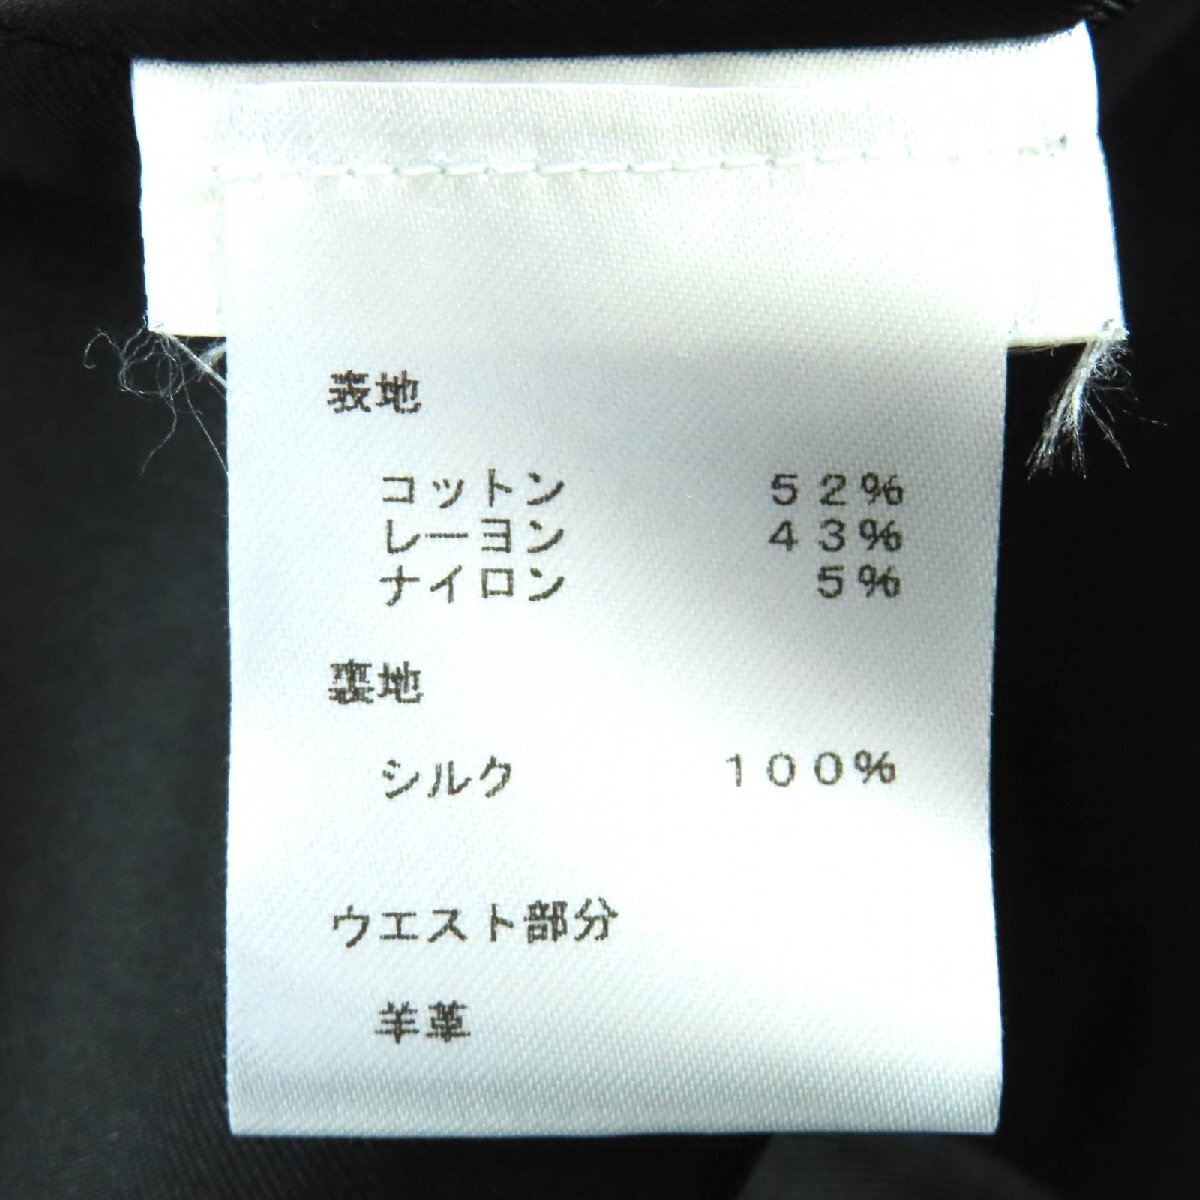 表地
コットン 52%
レーヨン 43%
ナイロン 5%
裏地
シルク 100%
ウエスト部分
羊革